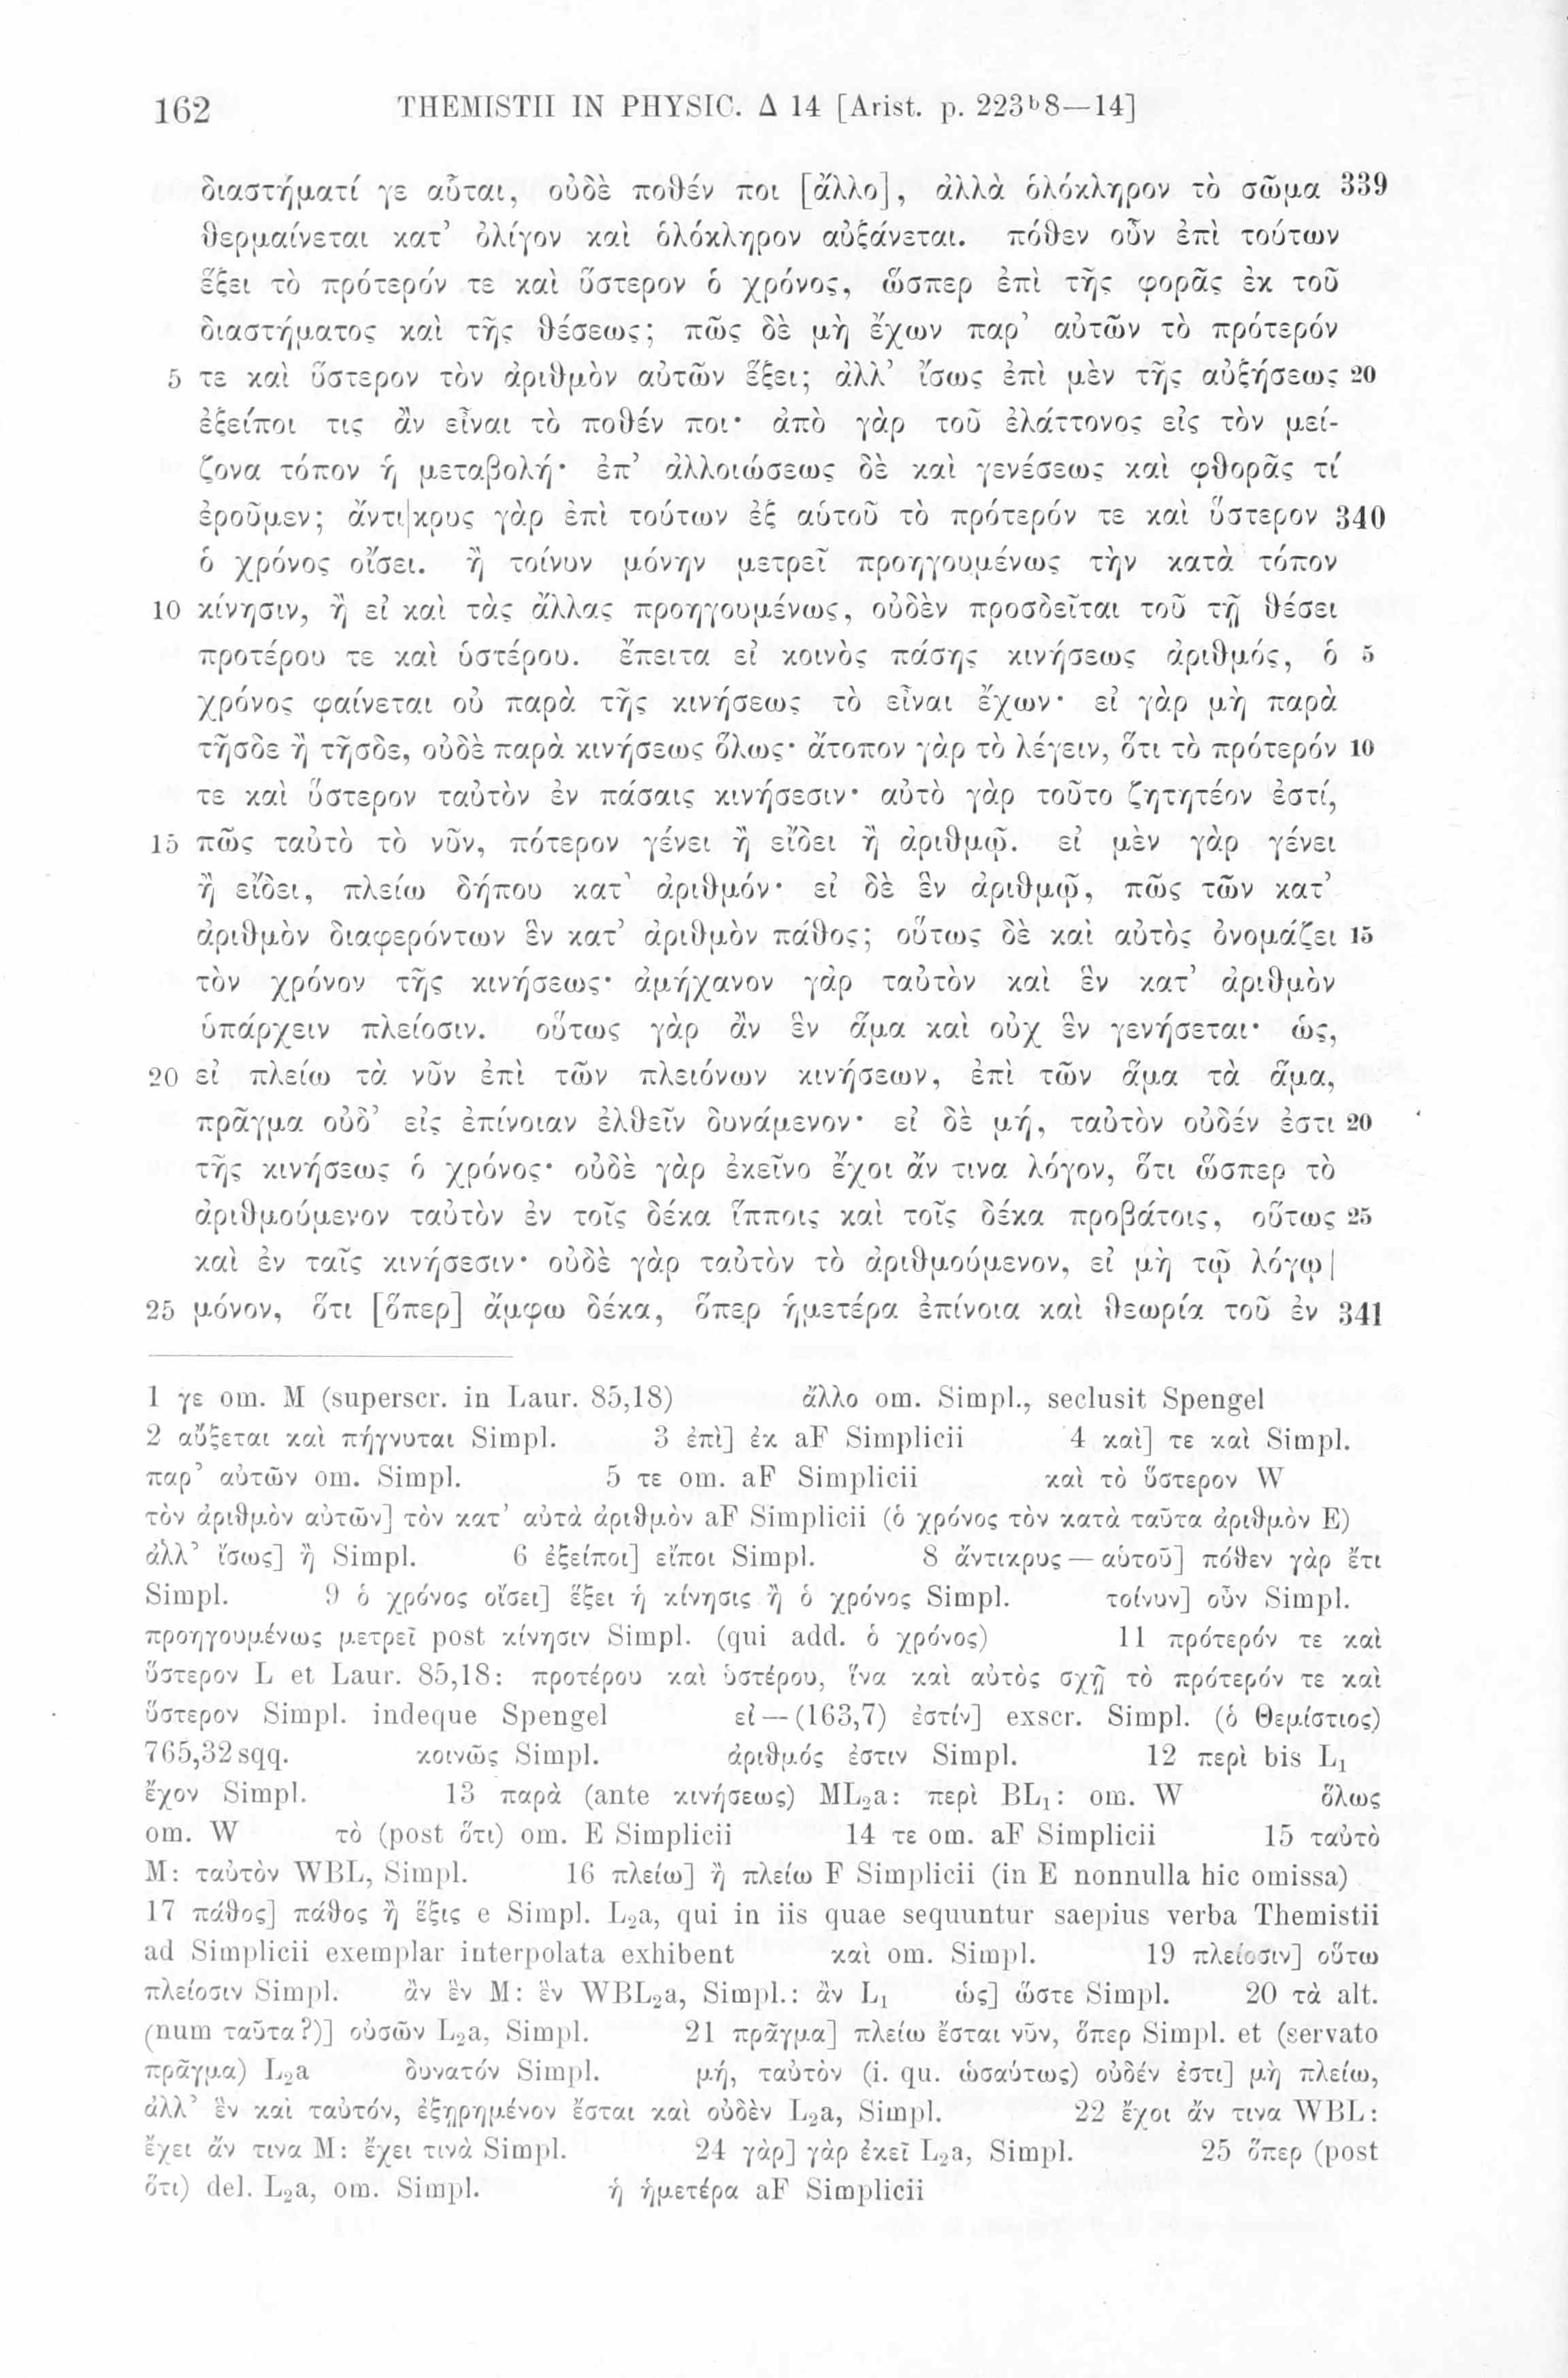 162 THEMISTII IN PHYSIC. Δ 14 [Arist. p. 223ᵇ8—14]
διαστήματί γε αὗται, οὐδὲ ποθέν ποι [ἄλλο], ἀλλὰ ὁλόκληρον τὸ σῶμα 339
θερμαίνεται κατ’ ὀλίγον καὶ ὁλόκληρον αὐξάνεται. πόθεν οὖν ἐπὶ τούτων
ἕξει τὸ πρότερόν τε καὶ ὕστερον ὁ χρόνος, ὥσπερ ἐπὶ τῆς φορᾶς ἐκ τοῦ
διαστήματος καὶ τῆς θέσεως; πῶς δὲ μὴ ἔχων παρ’ αὐτῶν τὸ πρότερόν
5 τε καὶ ὕστερον τὸν ἀριθμὸν αὐτῶν ἕξει; ἀλλ’ ἴσως ἐπὶ μὲν τῆς αὐξήσεως 20
ἐξείποι τις ἂν εἶναι τὸ ποθέν ποι· ἀπὸ γὰρ τοῦ ἐλάττονος εἰς τὸν μεί-
ζονα τόπον ἡ μεταβολή· ἐπ’ ἀλλοιώσεως δὲ καὶ γενέσεως καὶ φθορᾶς τί
ἐροῦμεν; ἄντι|κρυς γὰρ ἐπὶ τούτων ἐξ αὑτοῦ τὸ πρότερόν τε καὶ ὕστερον 340
ὁ χρόνος οἴσει. ἢ τοίνυν μόνην μετρεῖ προηγουμένως τὴν κατὰ τόπον
10 κίνησιν, ἢ εἰ καὶ τὰς ἄλλας προηγουμένως, οὐδὲν προσδεῖται τοῦ τῇ θέσει
προτέρου τε καὶ ὑστέρου. ἔπειτα εἰ κοινὸς πάσης κινήσεως ἀριθμός, ὁ 5
χρόνος φαίνεται οὐ παρὰ τῆς κινήσεως τὸ εἶναι ἔχων· εἰ γὰρ μὴ παρὰ
τῆσδε ἢ τῆσδε, οὐδὲ παρὰ κινήσεως ὅλως· ἄτοπον γὰρ τὸ λέγειν, ὅτι τὸ πρότερόν 10
τε καὶ ὕστερον ταὐτὸν ἐν πάσαις κινήσεσιν· αὐτὸ γὰρ τοῦτο ζητητέον ἐστί,
15 πῶς ταὐτὸ τὸ νῦν, πότερον γένει ἢ εἴδει ἢ ἀριθμῷ. εἰ μὲν γὰρ γένει
ἢ εἴδει, πλείω δήπου κατ’ ἀριθμόν· εἰ δὲ ἓν ἀριθμῷ, πῶς τῶν κατ’
ἀριθμὸν διαφερόντων ἓν κατ’ ἀριθμὸν πάθος; οὕτως δὲ καὶ αὐτὸς ὀνομάζει 15
τὸν χρόνον τῆς κινήσεως· ἀμήχανον γὰρ ταὐτὸν καὶ ἓν κατ’ ἀριθμὸν
ὑπάρχειν πλείοσιν. οὕτως γὰρ ἂν ἓν ἅμα καὶ οὐχ ἓν γενήσεται· ὡς,
20 εἰ πλείω τὰ νῦν ἐπὶ τῶν πλειόνων κινήσεων, ἐπὶ τῶν ἅμα τὰ ἅμα,
πρᾶγμα οὐδ’ εἰς ἐπίνοιαν ἐλθεῖν δυνάμενον· εἰ δὲ μή, ταὐτὸν οὐδέν ἐστι 20
τῆς κινήσεως ὁ χρόνος· οὐδὲ γὰρ ἐκεῖνο ἔχοι ἄν τινα λόγον, ὅτι ὥσπερ τὸ
ἀριθμούμενον ταὐτὸν ἐν τοῖς δέκα ἵπποις καὶ τοῖς δέκα προβάτοις, οὕτως 25
καὶ ἐν ταῖς κινήσεσιν· οὐδὲ γὰρ ταὐτὸν τὸ ἀριθμούμενον, εἰ μὴ τῷ λόγῳ|
25 μόνον, ὅτι [ὅπερ] ἄμφω δέκα, ὅπερ ἡμετέρα ἐπίνοια καὶ θεωρία τοῦ ἐν 341
1 γε om. M (superscr. in Laur. 85,18) ἄλλο om. Simpl., seclusit Spengel
2 αὔξεται καὶ πήγνυται Simpl. 3 ἐπὶ] ἐκ aF Simplicii 4 καὶ] τε καὶ Simpl.
παρ’ αὐτῶν om. Simpl. 5 τε om. aF Simplicii καὶ τὸ ὕστερον W
τὸν ἀριθμὸν αὐτῶν] τὸν κατ’ αὐτὰ ἀριθμὸν aF Simplicii (ὁ χρόνος τὸν κατὰ ταῦτα ἀριθμὸν E)
ἀλλ’ ἴσως] ἢ Simpl. 6 ἐξείποι] εἴποι Simpl. 8 ἄντικρυς — αὑτοῦ] πόθεν γὰρ ἔτι
Simpl. 9 ὁ χρόνος οἴσει] ἕξει ἡ κίνησις ἢ ὁ χρόνος Simpl. τοίνυν] οὖν Simpl.
προηγουμένως μετρεῖ post κίνησιν Simpl. (qui add. ὁ χρόνος) 11 πρότερόν τε καὶ
ὕστερον L et Laur. 85,18: προτέρου καὶ ὑστέρου, ἵνα καὶ αὐτὸς σχῇ τὸ πρότερόν τε καὶ
ὕστερον Simpl. indeque Spengel εἰ — (163,7) ἐστίν] exscr. Simpl. (ὁ Θεμίστιος)
765,32 sqq. κοινῶς Simpl. ἀριθμός ἐστιν Simpl. 12 περὶ bis L₁
ἔχον Simpl. 13 παρὰ (ante κινήσεως) ML₂a: περὶ BL₁: om. W ὅλως
om. W τὸ (post ὅτι) om. E Simplicii 14 τε om. aF Simplicii 15 ταὐτὸ
M: ταὐτὸν WBL, Simpl. 16 πλείω] ἢ πλείω F Simplicii (in E nonnulla hic omissa)
17 πάθος] πάθος ἢ ἕξις e Simpl. L₂a, qui in iis quae sequuntur saepius verba Themistii
ad Simplicii exemplar interpolata exhibent καὶ om. Simpl. 19 πλείοσιν] οὕτω
πλείοσιν Simpl. ἂν ἓν M: ἓν WBL₂a, Simpl.: ἂν L₁ ὡς] ὥστε Simpl. 20 τὰ alt.
(num ταῦτα?)] οὐσῶν L₂a, Simpl. 21 πρᾶγμα] πλείω ἔσται νῦν, ὅπερ Simpl. et (servato
πρᾶγμα) L₂a δυνατόν Simpl. μή, ταὐτὸν (i. qu. ὡσαύτως) οὐδέν ἐστι] μὴ πλείω,
ἀλλ’ ἓν καὶ ταὐτόν, ἐξῃρημένον ἔσται καὶ οὐδὲν L₂a, Simpl. 22 ἔχοι ἄν τινα WBL:
ἔχει ἄν τινα M: ἔχει τινὰ Simpl. 24 γὰρ] γὰρ ἐκεῖ L₂a, Simpl. 25 ὅπερ (post
ὅτι) del. L₂a, om. Simpl. ἡ ἡμετέρα aF Simplicii